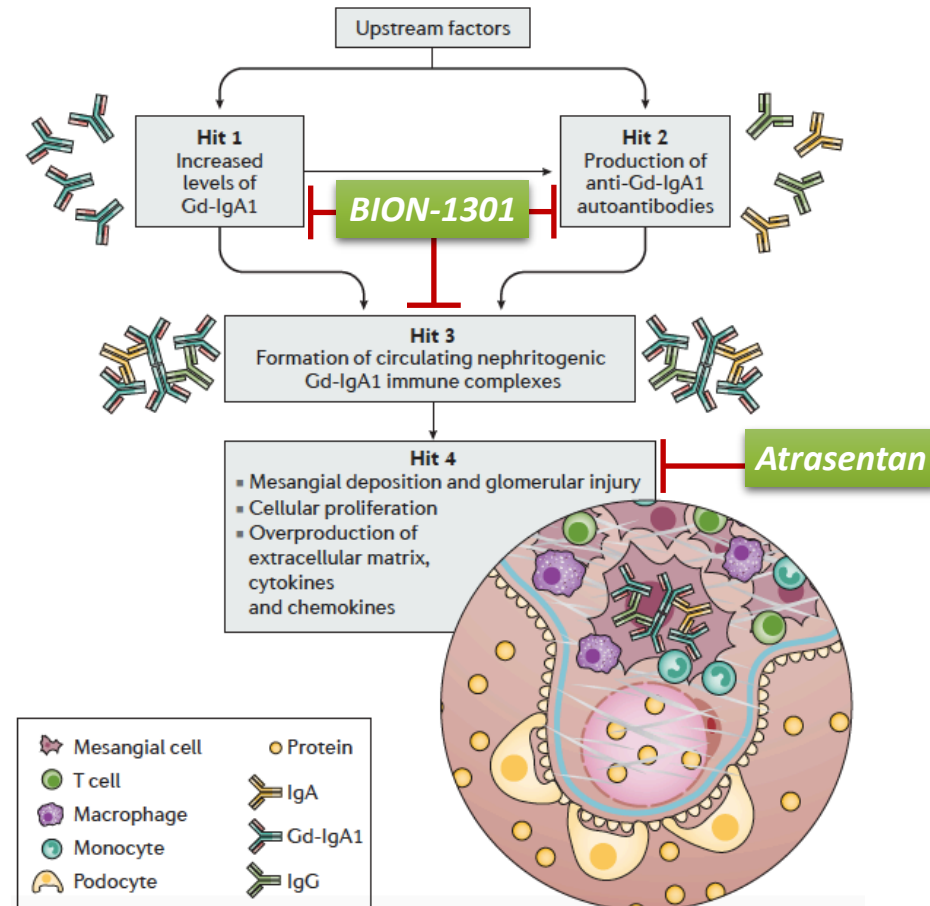 Upstream factors
Hit 1
Increased
levels of
Gd-IgA1
Hit 2
Production of
anti-Gd-IgA1
autoantibodies
BION-1301
Hit 3
Formation of circulating nephritogenic
Gd-IgA1 immune complexes
Hit 4
▪ Mesangial deposition and glomerular injury
▪ Cellular proliferation
▪ Overproduction of
extracellular matrix,
cytokines
and chemokines
Atrasentan
Mesangial cell
T cell
Macrophage
Monocyte
Podocyte
Protein
IgA
Gd-IgA1
IgG